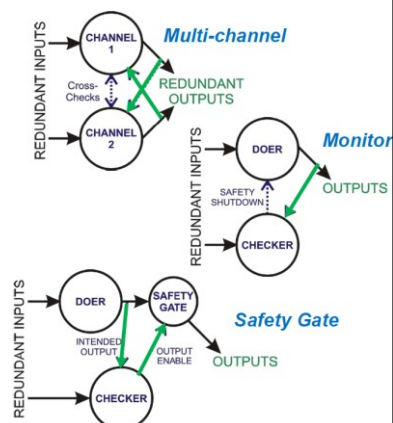 Multi-channel
CHANNEL
1
REDUNDANT INPUTS
Cross-
Checks
REDUNDANT
OUTPUTS
CHANNEL
2
Monitor
REDUNDANT INPUTS
DOER
OUTPUTS
SAFETY
SHUTDOWN
CHECKER
Safety Gate
REDUNDANT INPUTS
DOER
SAFETY
GATE
INTENDED
OUTPUT
OUTPUT
ENABLE
OUTPUTS
CHECKER